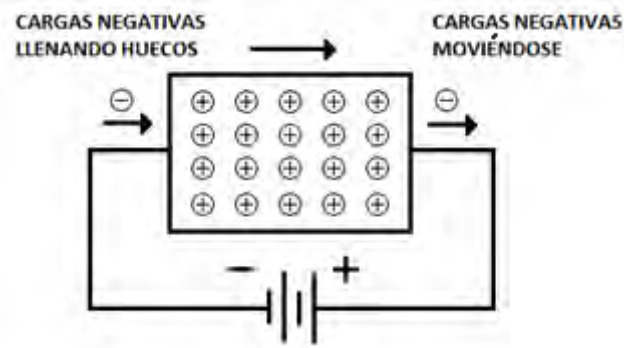 CARGAS NEGATIVAS
LLENANDO HUECOS
CARGAS NEGATIVAS
MOVIÉNDOSE
⊖
⊖
⊕ ⊕ ⊕ ⊕ ⊕
⊕ ⊕ ⊕ ⊕ ⊕
⊕ ⊕ ⊕ ⊕ ⊕
⊕ ⊕ ⊕ ⊕ ⊕
− +